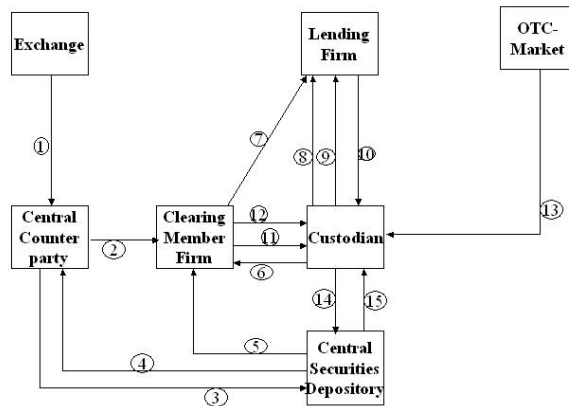 Exchange
Lending
Firm
OTC-
Market
1
7
8
9
10
Central
Counter
party
Clearing
Member
Firm
Custodian
2
12
11
6
13
14
15
Central
Securities
Depository
5
4
3